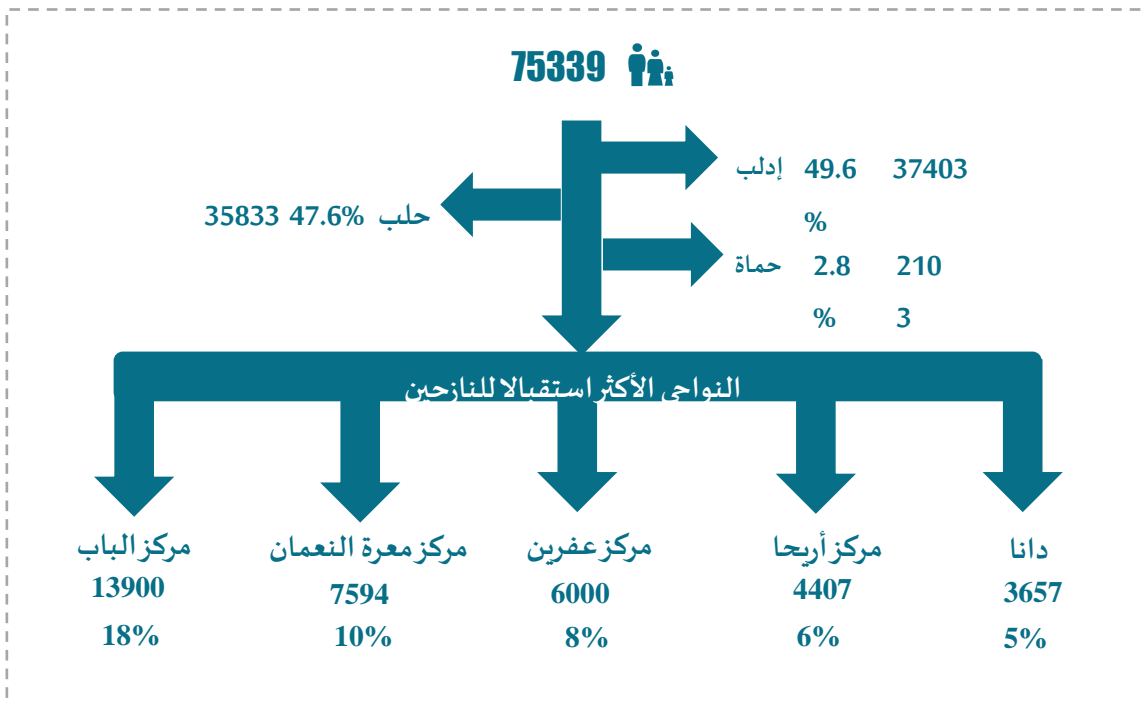 75339
إدلب 49.6 37403
%
حلب 47.6% 35833
حماة 2.8 210
% 3
النواحي الأكثر استقبالا للنازحين
دانا
3657
5%
مركز أريحا
4407
6%
مركز عفرين
6000
8%
مركز معرة النعمان
7594
10%
مركز الباب
13900
18%